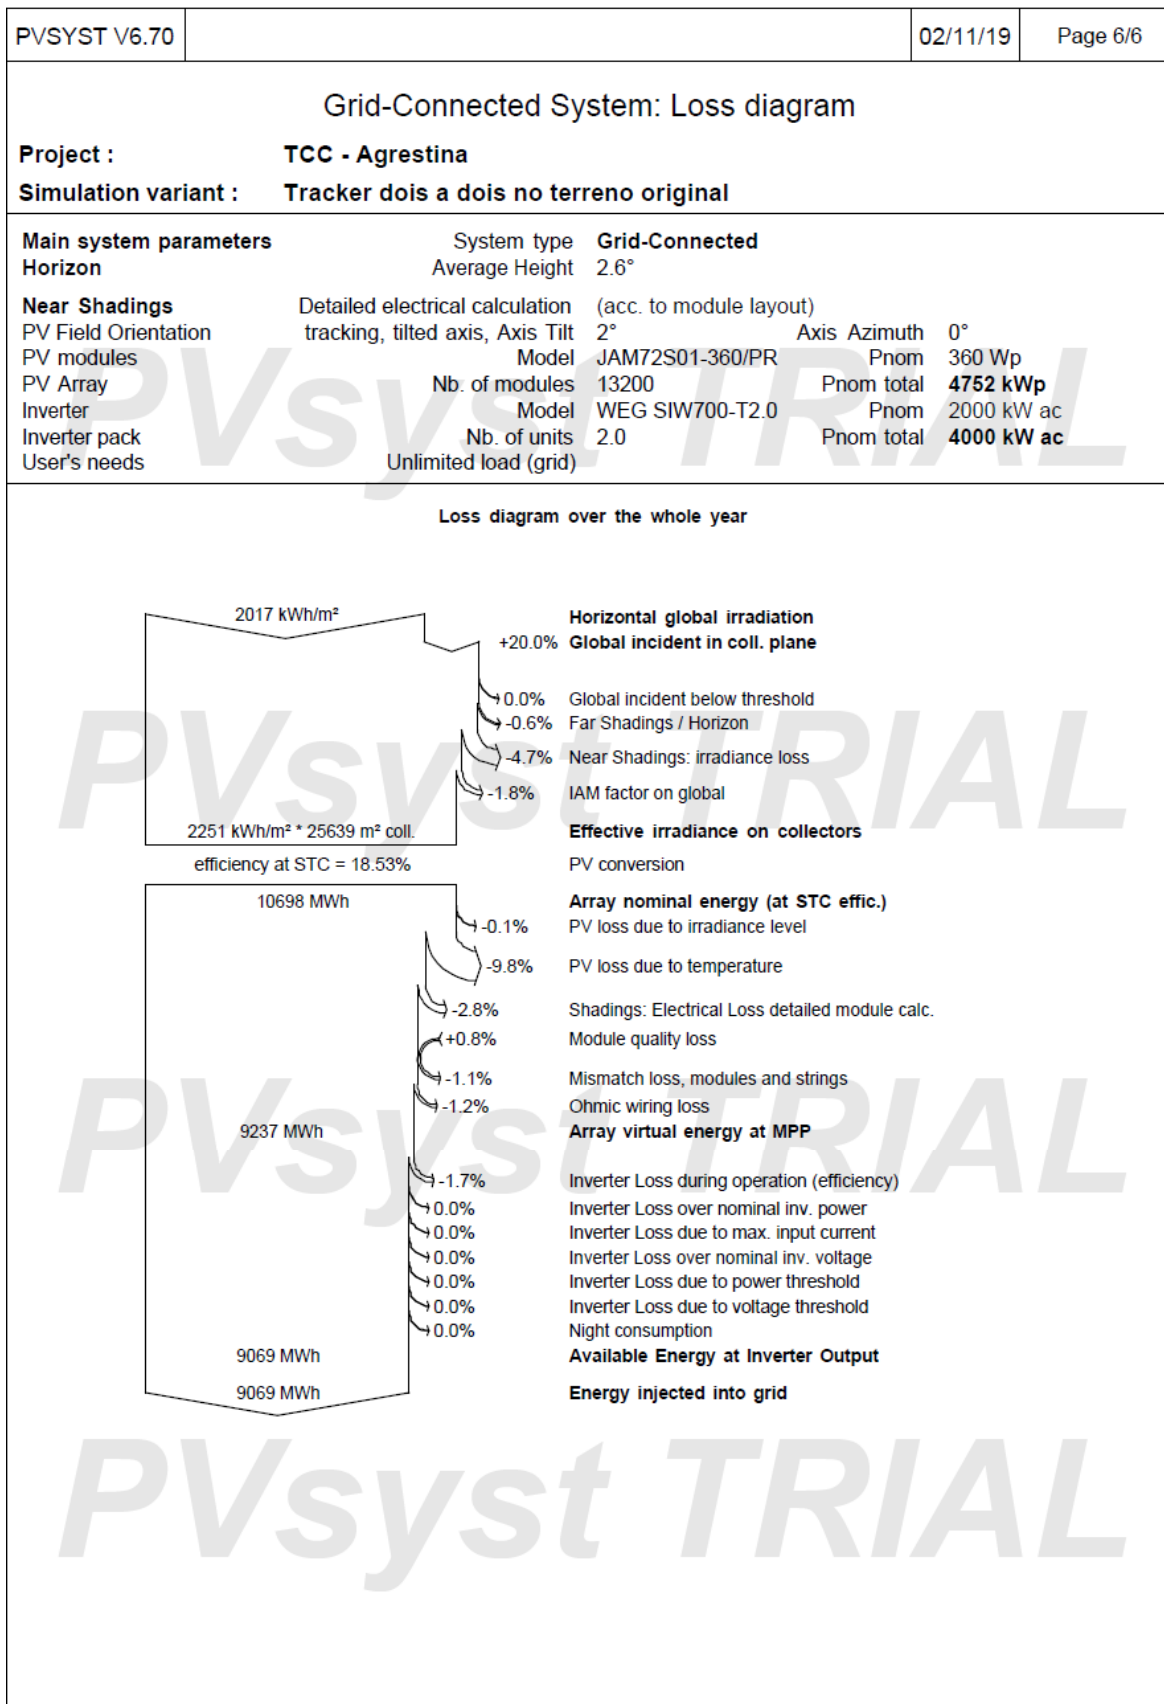 PVSYST V6.70 02/11/19 Page 6/6
Grid-Connected System: Loss diagram
Project : TCC - Agrestina
Simulation variant : Tracker dois a dois no terreno original
Main system parameters System type Grid-Connected
Horizon Average Height 2.6°
Near Shadings Detailed electrical calculation (acc. to module layout)
PV Field Orientation tracking, tilted axis, Axis Tilt 2° Axis Azimuth 0°
PV modules Model JAM72S01-360/PR Pnom 360 Wp
PV Array Nb. of modules 13200 Pnom total 4752 kWp
Inverter Model WEG SIW700-T2.0 Pnom 2000 kW ac
Inverter pack Nb. of units 2.0 Pnom total 4000 kW ac
User's needs Unlimited load (grid)
PVsyst TRIAL
Loss diagram over the whole year
2017 kWh/m² Horizontal global irradiation
+20.0% Global incident in coll. plane
0.0% Global incident below threshold
-0.6% Far Shadings / Horizon
-4.7% Near Shadings: irradiance loss
PVsyst TRIAL
-1.8% IAM factor on global
2251 kWh/m² * 25639 m² coll. Effective irradiance on collectors
efficiency at STC = 18.53% PV conversion
10698 MWh Array nominal energy (at STC effic.)
-0.1% PV loss due to irradiance level
-9.8% PV loss due to temperature
-2.8% Shadings: Electrical Loss detailed module calc.
+0.8% Module quality loss
-1.1% Mismatch loss, modules and strings
-1.2% Ohmic wiring loss
9237 MWh Array virtual energy at MPP
PVsyst TRIAL
-1.7% Inverter Loss during operation (efficiency)
0.0% Inverter Loss over nominal inv. power
0.0% Inverter Loss due to max. input current
0.0% Inverter Loss over nominal inv. voltage
0.0% Inverter Loss due to power threshold
0.0% Inverter Loss due to voltage threshold
0.0% Night consumption
9069 MWh Available Energy at Inverter Output
9069 MWh Energy injected into grid
PVsyst TRIAL